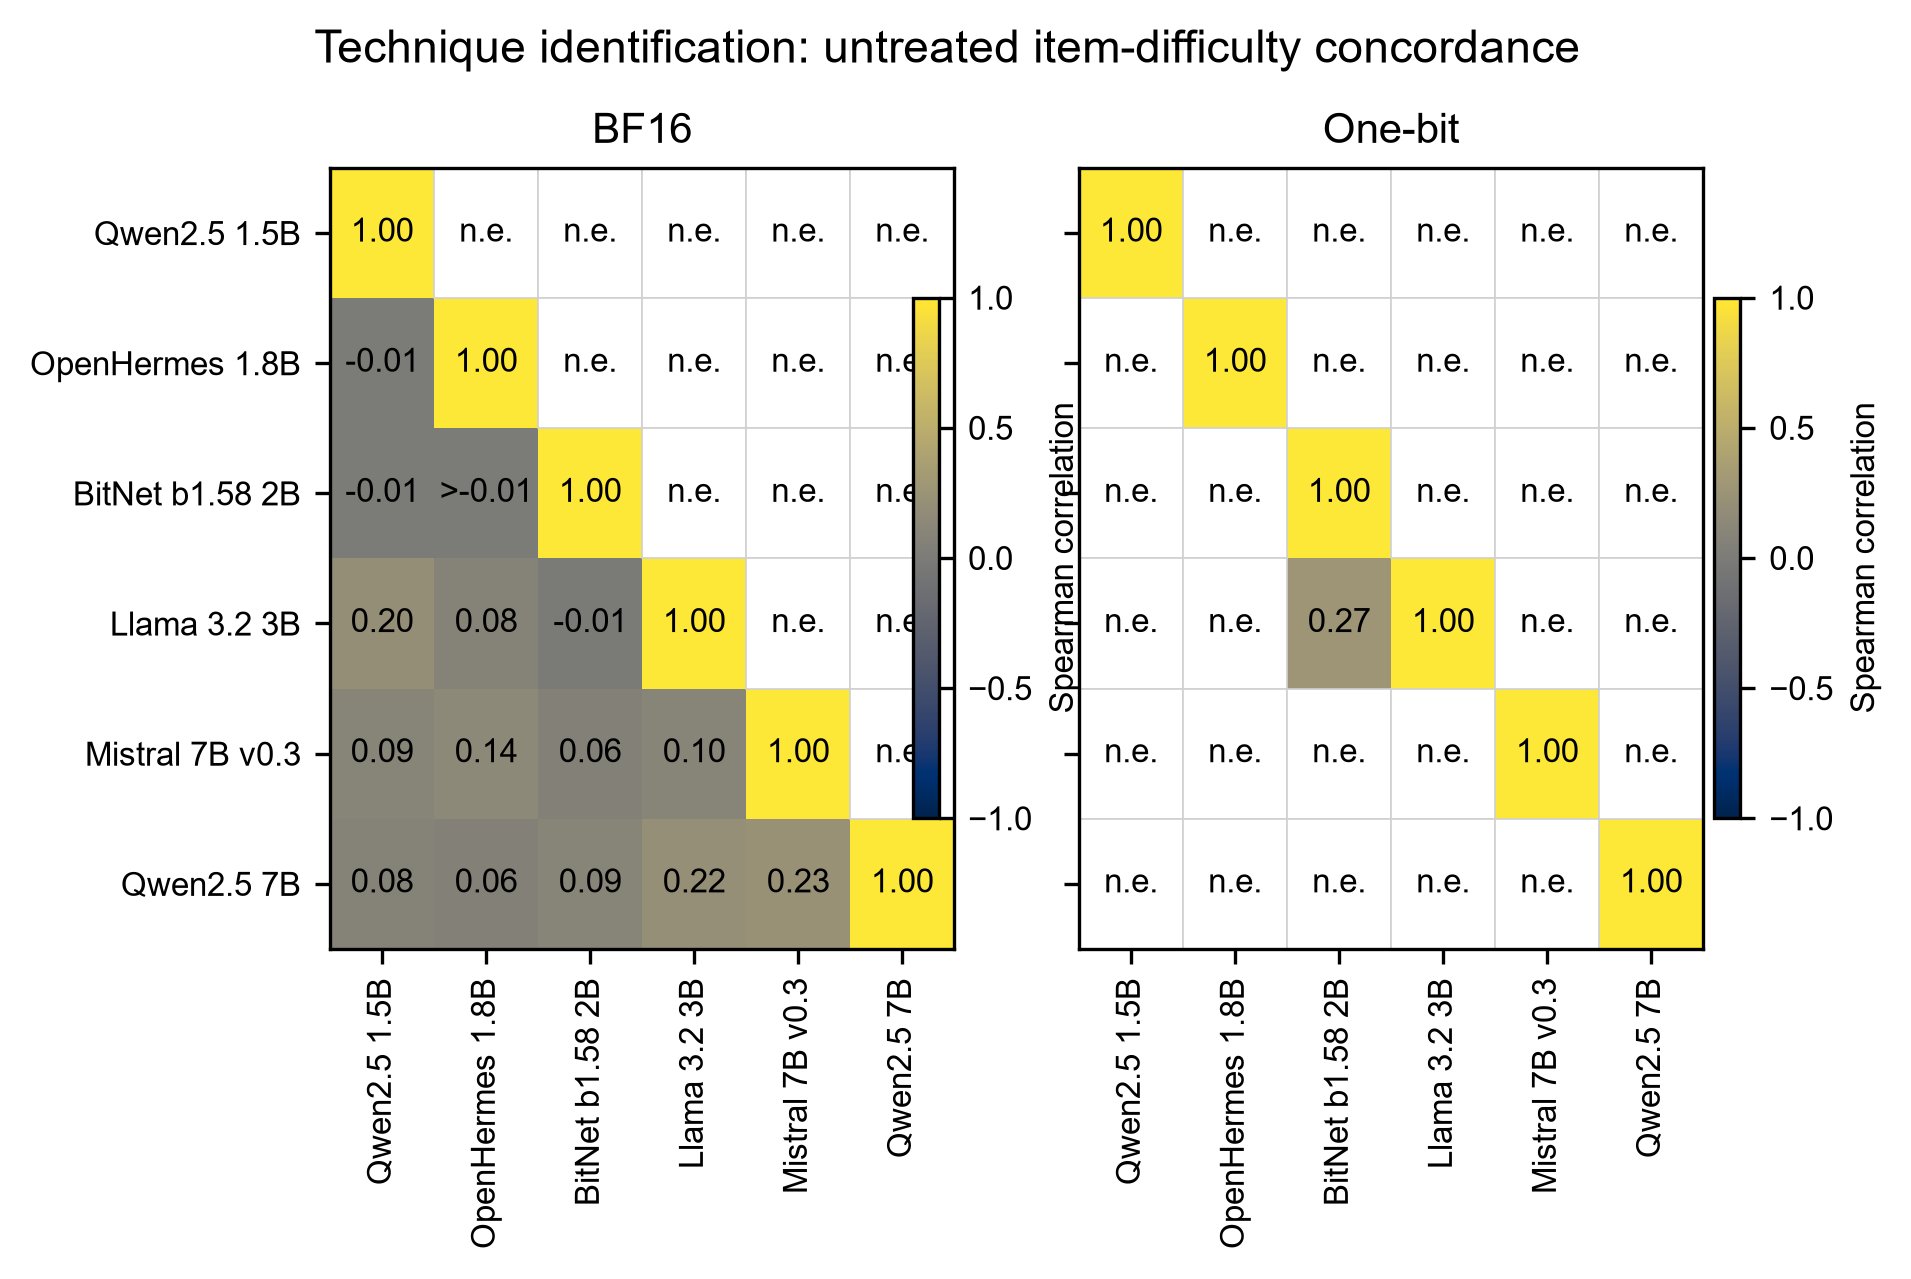 Technique identification: untreated item-difficulty concordance
BF16
One-bit
Qwen2.5 1.5B 1.00 n.e. n.e. n.e. n.e. n.e.
OpenHermes 1.8B -0.01 1.00 n.e. n.e. n.e. n.e
BitNet b1.58 2B -0.01 >-0.01 1.00 n.e. n.e. n.e
Llama 3.2 3B 0.20 0.08 -0.01 1.00 n.e. n.e
Mistral 7B v0.3 0.09 0.14 0.06 0.10 1.00 n.e
Qwen2.5 7B 0.08 0.06 0.09 0.22 0.23 1.00
Qwen2.5 1.5B
OpenHermes 1.8B
BitNet b1.58 2B
Llama 3.2 3B
Mistral 7B v0.3
Qwen2.5 7B
1.0
0.5
0.0
−0.5
−1.0
Spearman correlation
1.00 n.e. n.e. n.e. n.e. n.e.
n.e. 1.00 n.e. n.e. n.e. n.e.
n.e. n.e. 1.00 n.e. n.e. n.e.
n.e. n.e. 0.27 1.00 n.e. n.e.
n.e. n.e. n.e. n.e. 1.00 n.e.
n.e. n.e. n.e. n.e. n.e. 1.00
Qwen2.5 1.5B
OpenHermes 1.8B
BitNet b1.58 2B
Llama 3.2 3B
Mistral 7B v0.3
Qwen2.5 7B
1.0
0.5
0.0
−0.5
−1.0
Spearman correlation